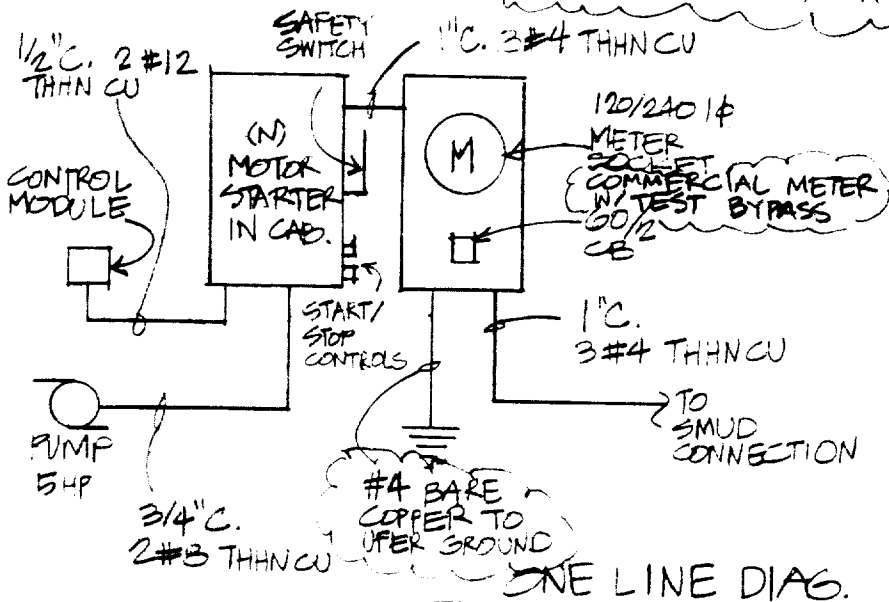 SAFETY
SWITCH
1"C. 3#4 THHN CU
1/2"C. 2 #12
THHN CU
(N)
MOTOR
STARTER
IN CAB.
M
120/240 1ϕ
METER
SOCKET
COMMERCIAL METER
W/ TEST BYPASS
60/2
CB
CONTROL
MODULE
START/
STOP
CONTROLS
1"C.
3#4 THHN CU
TO
SMUD
CONNECTION
PUMP
5HP
3/4"C.
2#8 THHN CU
#4 BARE
COPPER TO
UFER GROUND
ONE LINE DIAG.